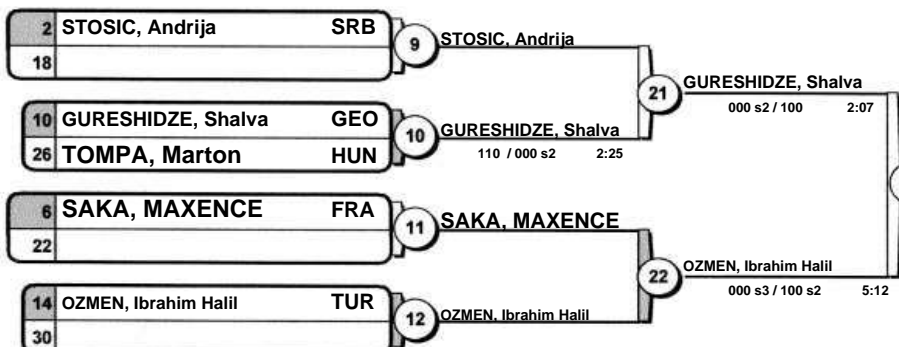 2 STOSIC, Andrija SRB
18
9
STOSIC, Andrija
10 GURESHIDZE, Shalva GEO
26 TOMPA, Marton HUN
10
GURESHIDZE, Shalva
110 / 000 s2 2:25
21
GURESHIDZE, Shalva
000 s2 / 100 2:07
6 SAKA, MAXENCE FRA
22
11
SAKA, MAXENCE
14 OZMEN, Ibrahim Halil TUR
30
12
OZMEN, Ibrahim Halil
22
OZMEN, Ibrahim Halil
000 s3 / 100 s2 5:12